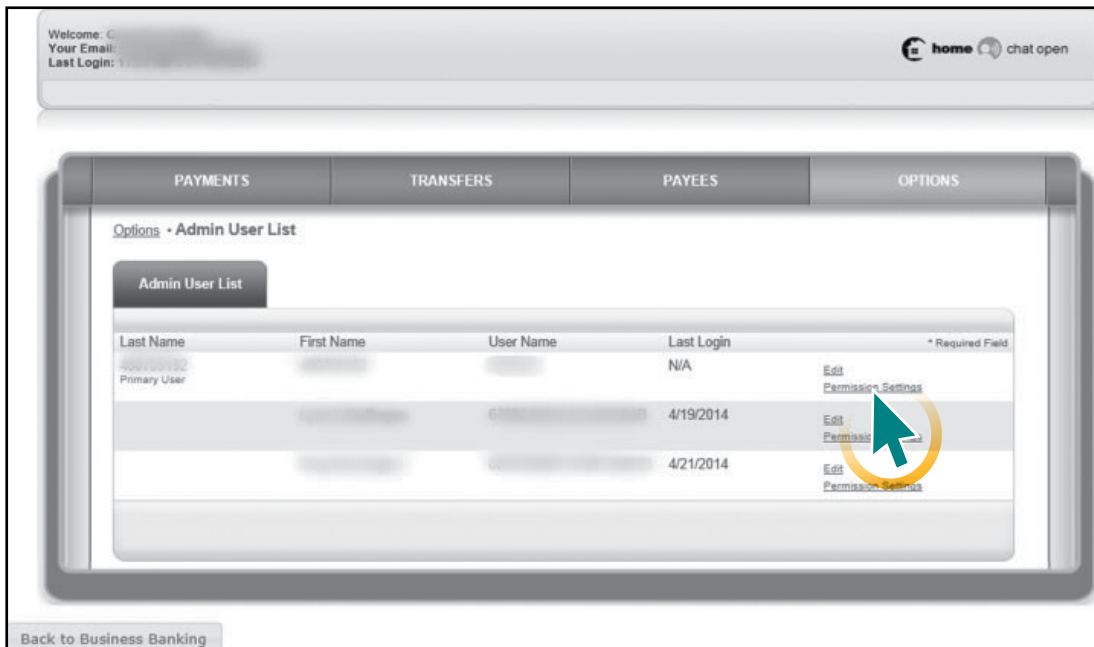 Welcome:
Your Email:
Last Login:
home chat open
PAYMENTS TRANSFERS PAYEES OPTIONS
Options • Admin User List
Admin User List
Last Name First Name User Name Last Login * Required Field
N/A Edit
Primary User Permission Settings
4/19/2014 Edit
4/21/2014 Edit
Permission Settings
Back to Business Banking